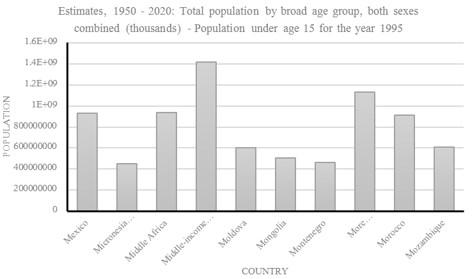 Estimates, 1950 - 2020: Total population by broad age group, both sexes
combined (thousands) - Population under age 15 for the year 1995
1.6E+09
1.4E+09
1.2E+09
1E+09
800000000
600000000
400000000
200000000
0
POPULATION
Mexico
Micronesia…
Middle Africa
Middle-income…
Moldova
Mongolia
Montenegro
More…
Morocco
Mozambique
COUNTRY